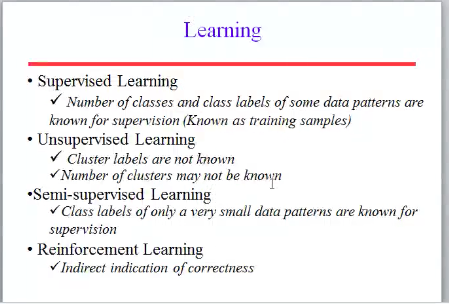 Learning
• Supervised Learning
✓ Number of classes and class labels of some data patterns are
known for supervision (Known as training samples)
• Unsupervised Learning
✓ Cluster labels are not known
✓Number of clusters may not be known
•Semi-supervised Learning
✓Class labels of only a very small data patterns are known for
supervision
• Reinforcement Learning
✓Indirect indication of correctness